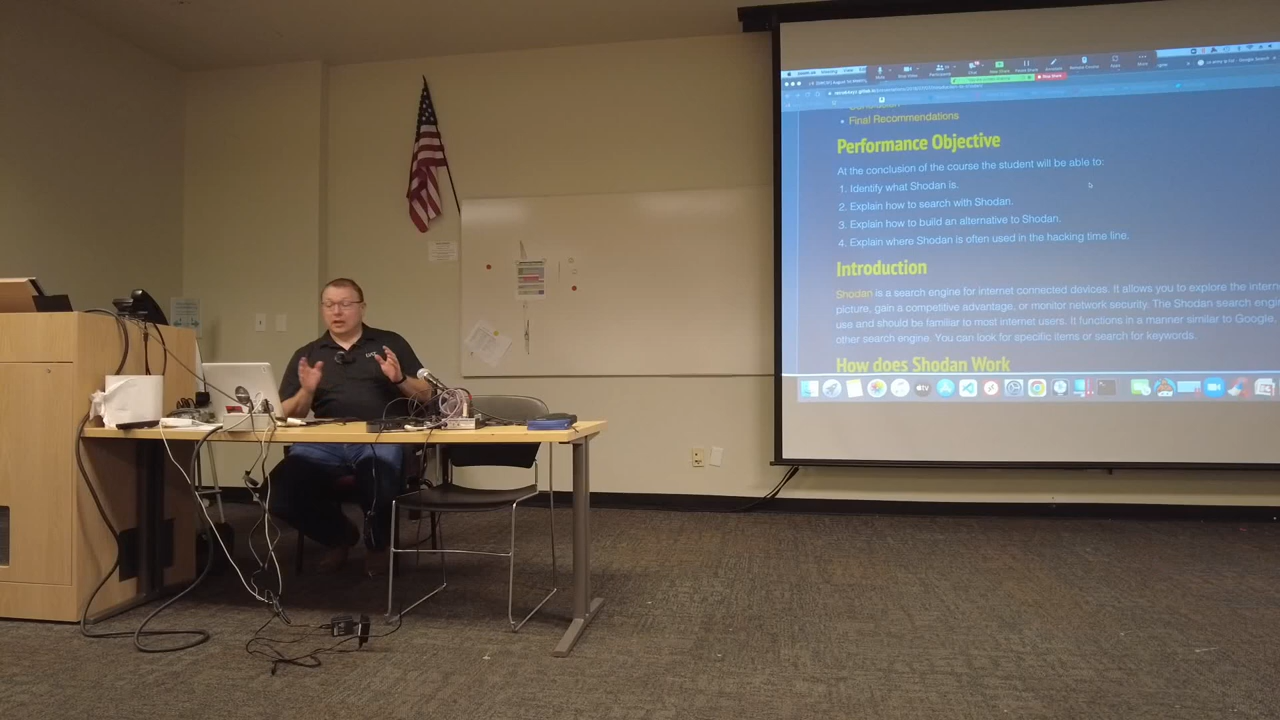 Final Recommendations
Performance Objective
At the conclusion of the course the student will be able to:
1. Identify what Shodan is.
2. Explain how to search with Shodan.
3. Explain how to build an alternative to Shodan.
4. Explain where Shodan is often used in the hacking time line.
Introduction
Shodan is a search engine for internet connected devices. It allows you to explore the intern
picture, gain a competitive advantage, or monitor network security. The Shodan search engi
use and should be familiar to most internet users. It functions in a manner similar to Google.
other search engine. You can look for specific items or search for keywords.
How does Shodan Work